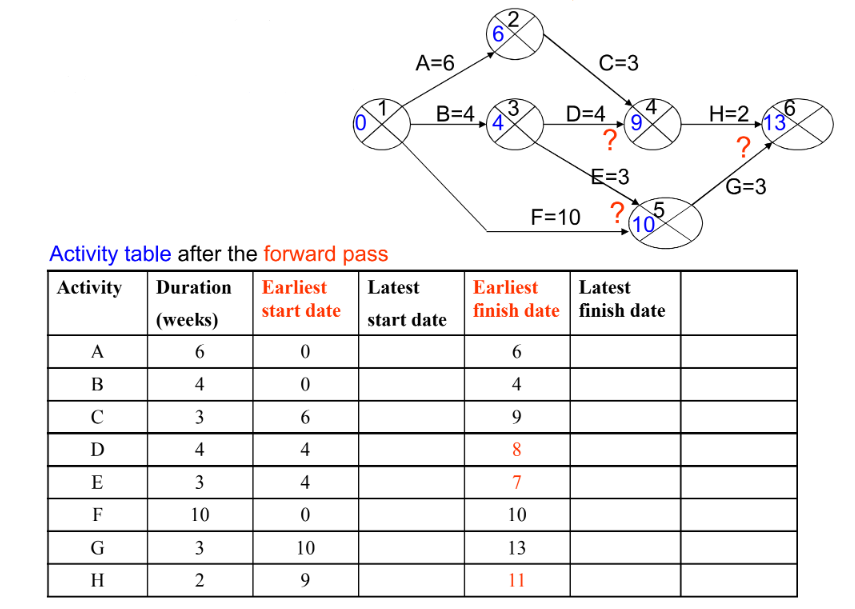 2
6
A=6
C=3
1
0
B=4
3
4
D=4
?
4
9
H=2
6
13
?
E=3
G=3
F=10
?
5
10
Activity table after the forward pass
Activity Duration (weeks) Earliest start date Latest start date Earliest finish date Latest finish date
A 6 0 6
B 4 0 4
C 3 6 9
D 4 4 8
E 3 4 7
F 10 0 10
G 3 10 13
H 2 9 11